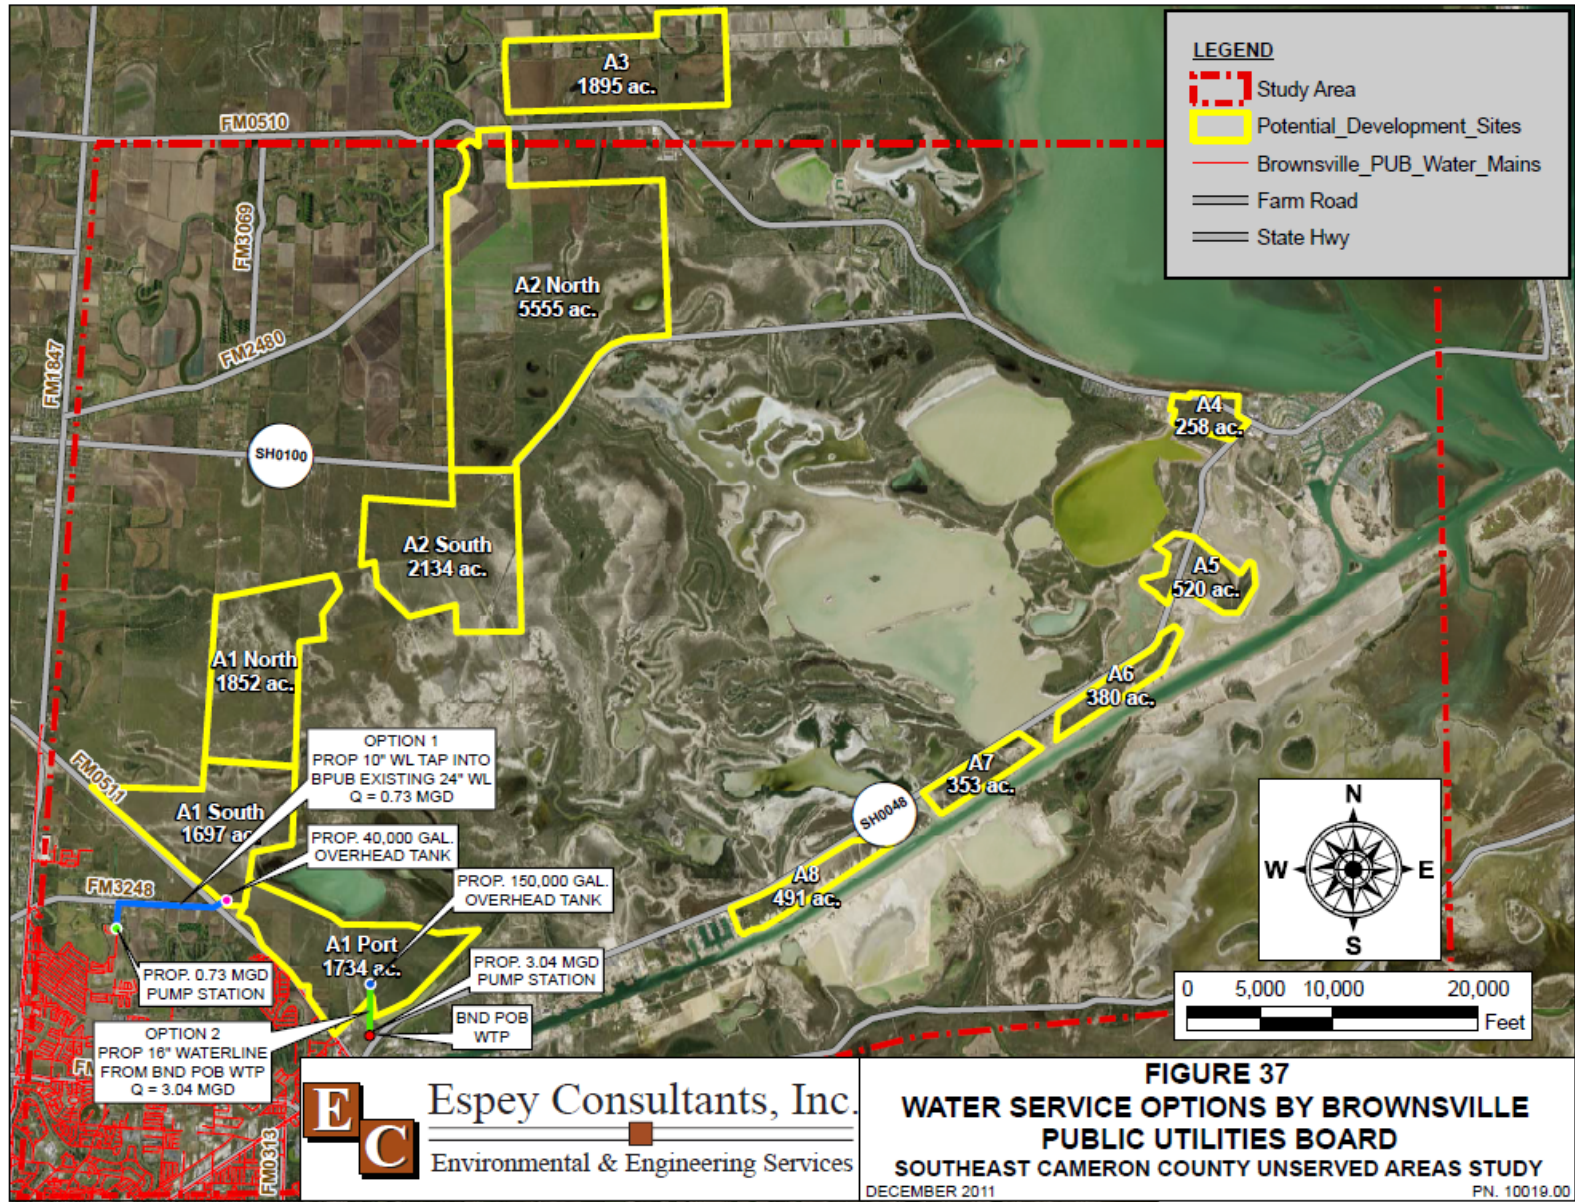 A3
1895 ac.
LEGEND
Study Area
Potential_Development_Sites
Brownsville_PUB_Water_Mains
Farm Road
State Hwy
FM0510
FM3069
A2 North
5555 ac.
FM2480
FM1847
SH0100
A4
258 ac.
A2 South
2134 ac.
A5
520 ac.
A1 North
1852 ac.
A6
380 ac.
OPTION 1
PROP 10" WL TAP INTO
BPUB EXISTING 24" WL
Q = 0.73 MGD
FM0511
A7
353 ac.
SH0048
A1 South
1697 ac.
PROP. 40,000 GAL.
OVERHEAD TANK
N
W
E
S
FM3248
PROP. 150,000 GAL.
OVERHEAD TANK
A8
491 ac.
A1 Port
1734 ac.
PROP. 0.73 MGD
PUMP STATION
PROP. 3.04 MGD
PUMP STATION
0 5,000 10,000 20,000
Feet
BND POB
WTP
OPTION 2
PROP 16" WATERLINE
FROM BND POB WTP
Q = 3.04 MGD
FM0313
EC
Espey Consultants, Inc.
Environmental & Engineering Services
FIGURE 37
WATER SERVICE OPTIONS BY BROWNSVILLE
PUBLIC UTILITIES BOARD
SOUTHEAST CAMERON COUNTY UNSERVED AREAS STUDY
DECEMBER 2011
PN. 10019.00